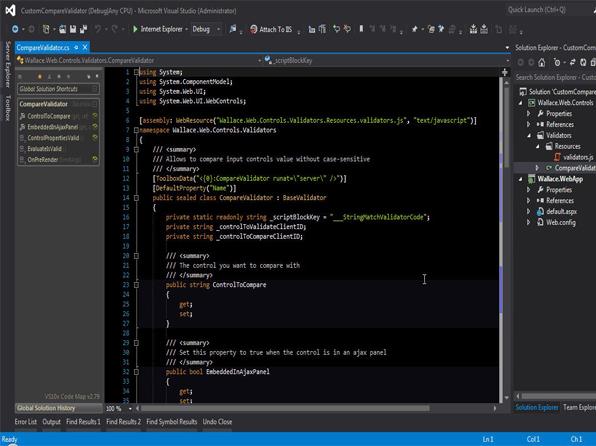 CustomCompareValidator (Debug|Any CPU) - Microsoft Visual Studio (Administrators)
Quick Launch (Ctrl+Q)
Internet Explorer
Debug
Attach To IIS
Server Explorer
Toolbox
CompareValidator.cs
Wallace.Web.Controls.Validators.CompareValidator
_scriptBlockKey
Global Solution Shortcuts
CompareValidator
ControlToCompare
EmbeddedInAjaxPanel
ControlPropertiesValid
EvaluateIsValid
OnPreRender
VS10x Code Map v2.79
Global Solution History
1 using System;
2 using System.ComponentModel;
3 using System.Web.UI;
4 using System.Web.UI.WebControls;
5
6 [assembly: WebResource("Wallace.Web.Controls.Validators.Resources.validators.js", "text/javascript")]
7 namespace Wallace.Web.Controls.Validators
8 {
9 /// <summary>
10 /// Allows to compare input controls value without case-sensitive
11 /// </summary>
12 [ToolboxData("<{0}:CompareValidator runat=\"server\" />")]
13 [DefaultProperty("Name")]
14 public sealed class CompareValidator : BaseValidator
15 {
16 private static readonly string _scriptBlockKey = "___StringMatchValidatorCode";
17 private string _controlToValidateClientID;
18 private string _controlToCompareClientID;
19
20 /// <summary>
21 /// The control you want to compare with
22 /// </summary>
23 public string ControlToCompare
24 {
25 get;
26 set;
27 }
28
29 /// <summary>
30 /// Set this property to true when the control is in an ajax panel
31 /// </summary>
32 public bool EmbeddedInAjaxPanel
33 {
34 get;
35 set;
100 %
Solution Explorer
Search Solution Explorer
Solution 'CustomCompare
Wallace.Web.Controls
Properties
References
Validators
Resources
validators.js
CompareValidat
Wallace.WebApp
Properties
References
default.aspx
Web.config
Solution Explorer
Team Explorer
Error List
Output
Find Results 1
Find Results 2
Find Symbol Results
Undo Close
Ready
Ln 1
Col 1
Ch 1